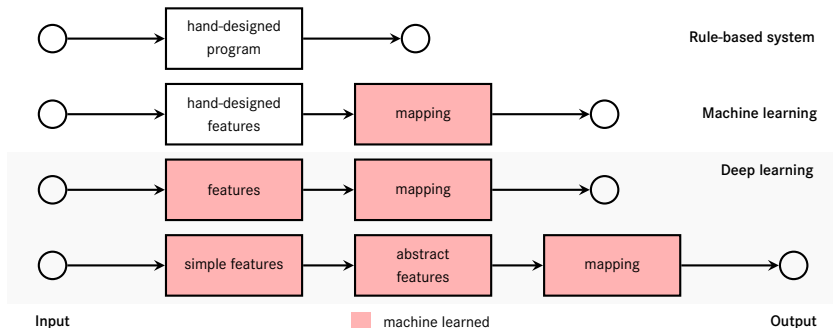 hand-designed
program
Rule-based system
hand-designed
features
mapping
Machine learning
features
mapping
Deep learning
simple features
abstract
features
mapping
Input
machine learned
Output